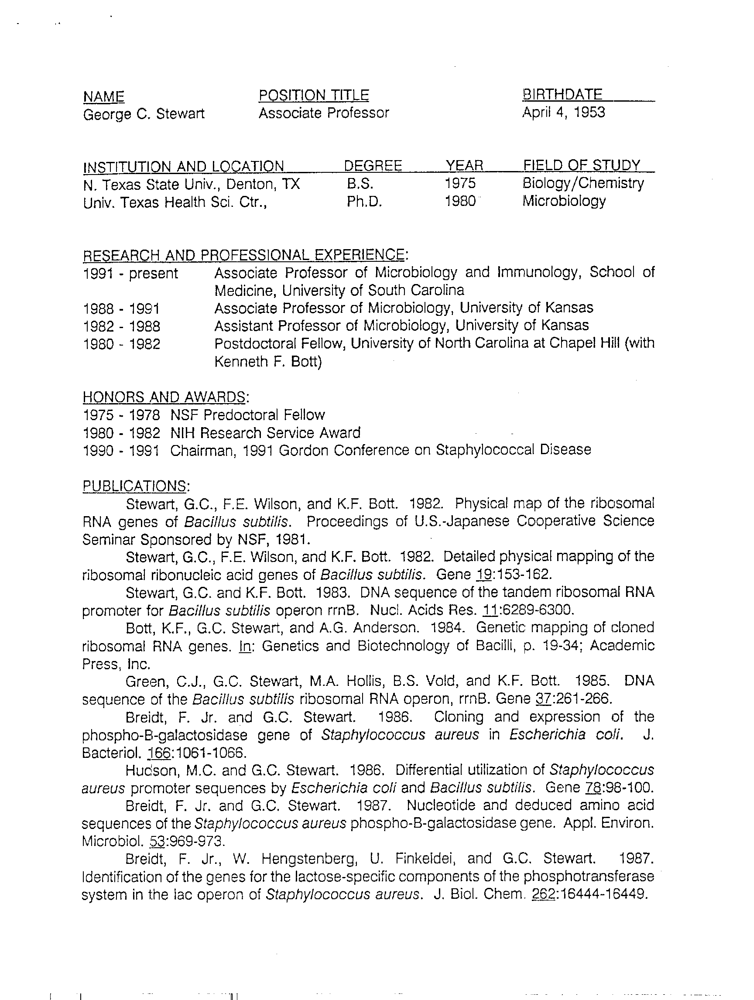 NAME POSITION TITLE BIRTHDATE
George C. Stewart Associate Professor April 4, 1953
INSTITUTION AND LOCATION DEGREE YEAR FIELD OF STUDY
N. Texas State Univ., Denton, TX B.S. 1975 Biology/Chemistry
Univ. Texas Health Sci. Ctr., Ph.D. 1980 Microbiology
RESEARCH AND PROFESSIONAL EXPERIENCE:
1991 - present Associate Professor of Microbiology and Immunology, School of
Medicine, University of South Carolina
1988 - 1991 Associate Professor of Microbiology, University of Kansas
1982 - 1988 Assistant Professor of Microbiology, University of Kansas
1980 - 1982 Postdoctoral Fellow, University of North Carolina at Chapel Hill (with
Kenneth F. Bott)
HONORS AND AWARDS:
1975 - 1978 NSF Predoctoral Fellow
1980 - 1982 NIH Research Service Award
1990 - 1991 Chairman, 1991 Gordon Conference on Staphylococcal Disease
PUBLICATIONS:
Stewart, G.C., F.E. Wilson, and K.F. Bott. 1982. Physical map of the ribosomal
RNA genes of Bacillus subtilis. Proceedings of U.S.-Japanese Cooperative Science
Seminar Sponsored by NSF, 1981.
Stewart, G.C., F.E. Wilson, and K.F. Bott. 1982. Detailed physical mapping of the
ribosomal ribonucleic acid genes of Bacillus subtilis. Gene 19:153-162.
Stewart, G.C. and K.F. Bott. 1983. DNA sequence of the tandem ribosomal RNA
promoter for Bacillus subtilis operon rrnB. Nucl. Acids Res. 11:6289-6300.
Bott, K.F., G.C. Stewart, and A.G. Anderson. 1984. Genetic mapping of cloned
ribosomal RNA genes. In: Genetics and Biotechnology of Bacilli, p. 19-34; Academic
Press, Inc.
Green, C.J., G.C. Stewart, M.A. Hollis, B.S. Vold, and K.F. Bott. 1985. DNA
sequence of the Bacillus subtilis ribosomal RNA operon, rrnB. Gene 37:261-266.
Breidt, F. Jr. and G.C. Stewart. 1986. Cloning and expression of the
phospho-B-galactosidase gene of Staphylococcus aureus in Escherichia coli. J.
Bacteriol. 166:1061-1066.
Hudson, M.C. and G.C. Stewart. 1986. Differential utilization of Staphylococcus
aureus promoter sequences by Escherichia coli and Bacillus subtilis. Gene 78:98-100.
Breidt, F. Jr. and G.C. Stewart. 1987. Nucleotide and deduced amino acid
sequences of the Staphylococcus aureus phospho-B-galactosidase gene. Appl. Environ.
Microbiol. 53:969-973.
Breidt, F. Jr., W. Hengstenberg, U. Finkeldei, and G.C. Stewart. 1987.
Identification of the genes for the lactose-specific components of the phosphotransferase
system in the lac operon of Staphylococcus aureus. J. Biol. Chem. 262:16444-16449.